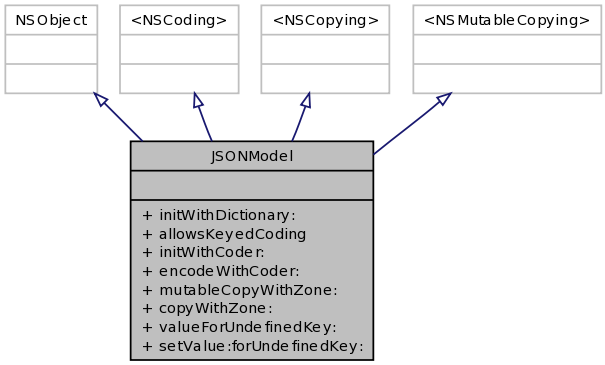 NSObject
<NSCoding>
<NSCopying>
<NSMutableCopying>
JSONModel
+ initWithDictionary:
+ allowsKeyedCoding
+ initWithCoder:
+ encodeWithCoder:
+ mutableCopyWithZone:
+ copyWithZone:
+ valueForUndefinedKey:
+ setValue:forUndefinedKey: